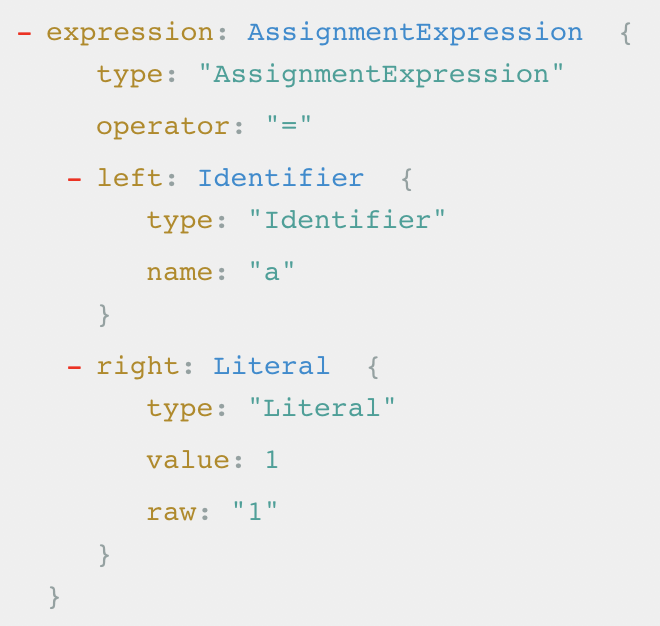 - expression: AssignmentExpression {
type: "AssignmentExpression"
operator: "="
- left: Identifier {
type: "Identifier"
name: "a"
}
- right: Literal {
type: "Literal"
value: 1
raw: "1"
}
}